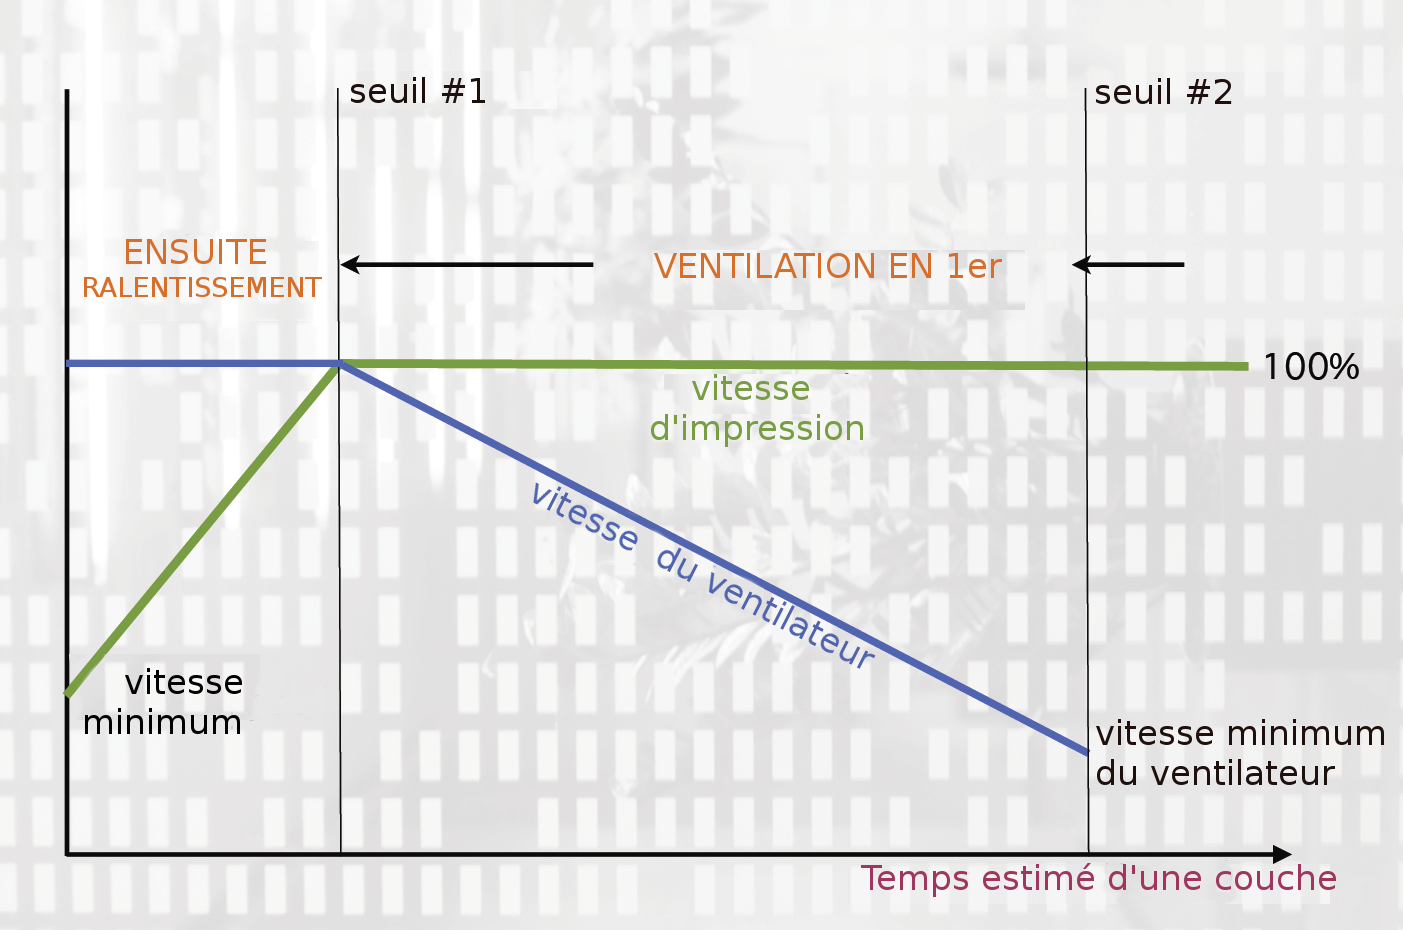 seuil #1
seuil #2
ENSUITE
RALENTISSEMENT
VENTILATION EN 1er
100%
vitesse
d'impression
vitesse du ventilateur
vitesse
minimum
vitesse minimum
du ventilateur
Temps estimé d'une couche